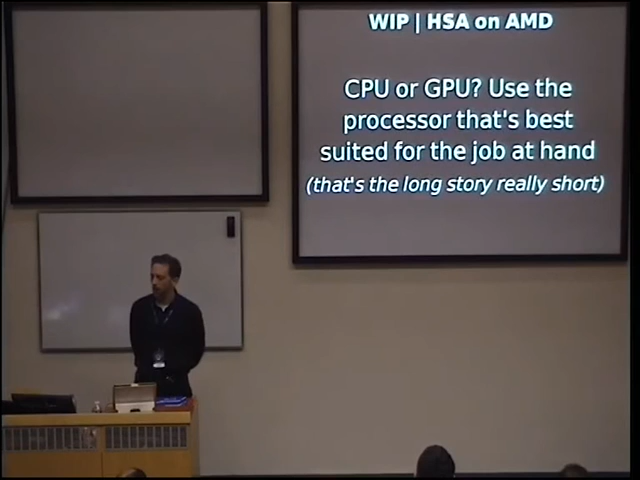 WIP | HSA on AMD
CPU or GPU? Use the
processor that's best
suited for the job at hand
(that's the long story really short)